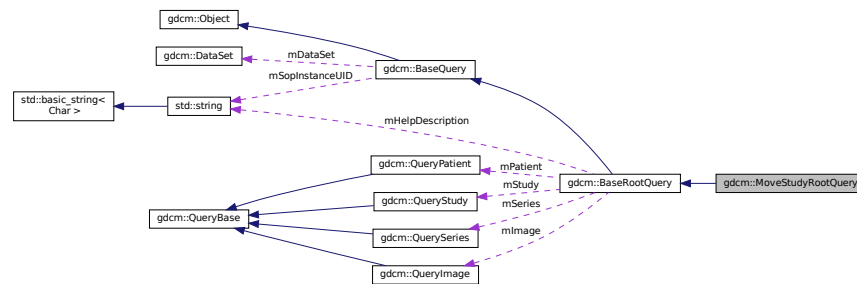 gdcm::Object
gdcm::DataSet
mDataSet
gdcm::BaseQuery
mSopInstanceUID
std::basic_string<
Char >
std::string
mHelpDescription
gdcm::QueryPatient
mPatient
gdcm::BaseRootQuery
gdcm::MoveStudyRootQuery
mStudy
gdcm::QueryStudy
mSeries
gdcm::QueryBase
mImage
gdcm::QuerySeries
gdcm::QueryImage